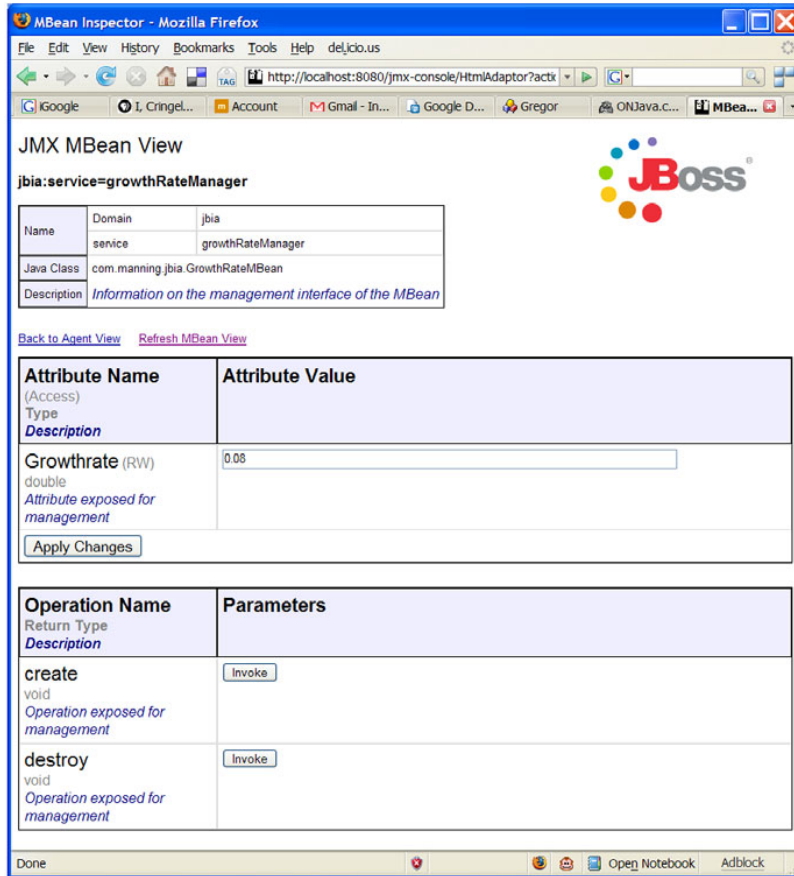 MBean Inspector - Mozilla Firefox
File Edit View History Bookmarks Tools Help del.icio.us
TAG http://localhost:8080/jmx-console/HtmlAdaptor?actic G
iGoogle I, Cringel... Account Gmail - In... Google D... Gregor ONJava.c... MBea...
JMX MBean View
jbia:service=growthRateManager
JBoss®
Name Domain jbia
service growthRateManager
Java Class com.manning.jbia.GrowthRateMBean
Description Information on the management interface of the MBean
Back to Agent View Refresh MBean View
Attribute Name Attribute Value
(Access)
Type
Description
Growthrate (RW) 0.08
double
Attribute exposed for
management
Apply Changes
Operation Name Parameters
Return Type
Description
create Invoke
void
Operation exposed for
management
destroy Invoke
void
Operation exposed for
management
Done Open Notebook Adblock